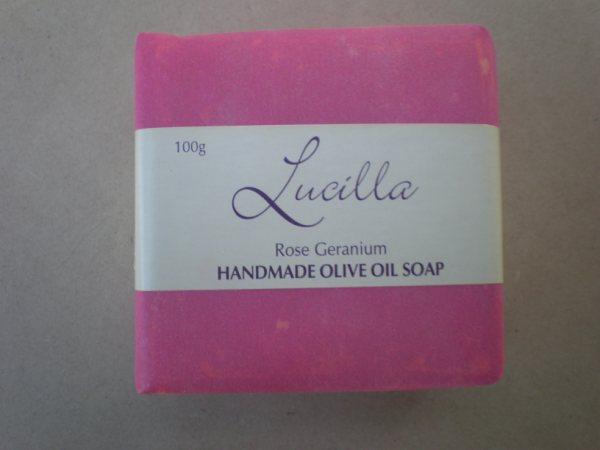 100g
Lucilla
Rose Geranium
HANDMADE OLIVE OIL SOAP